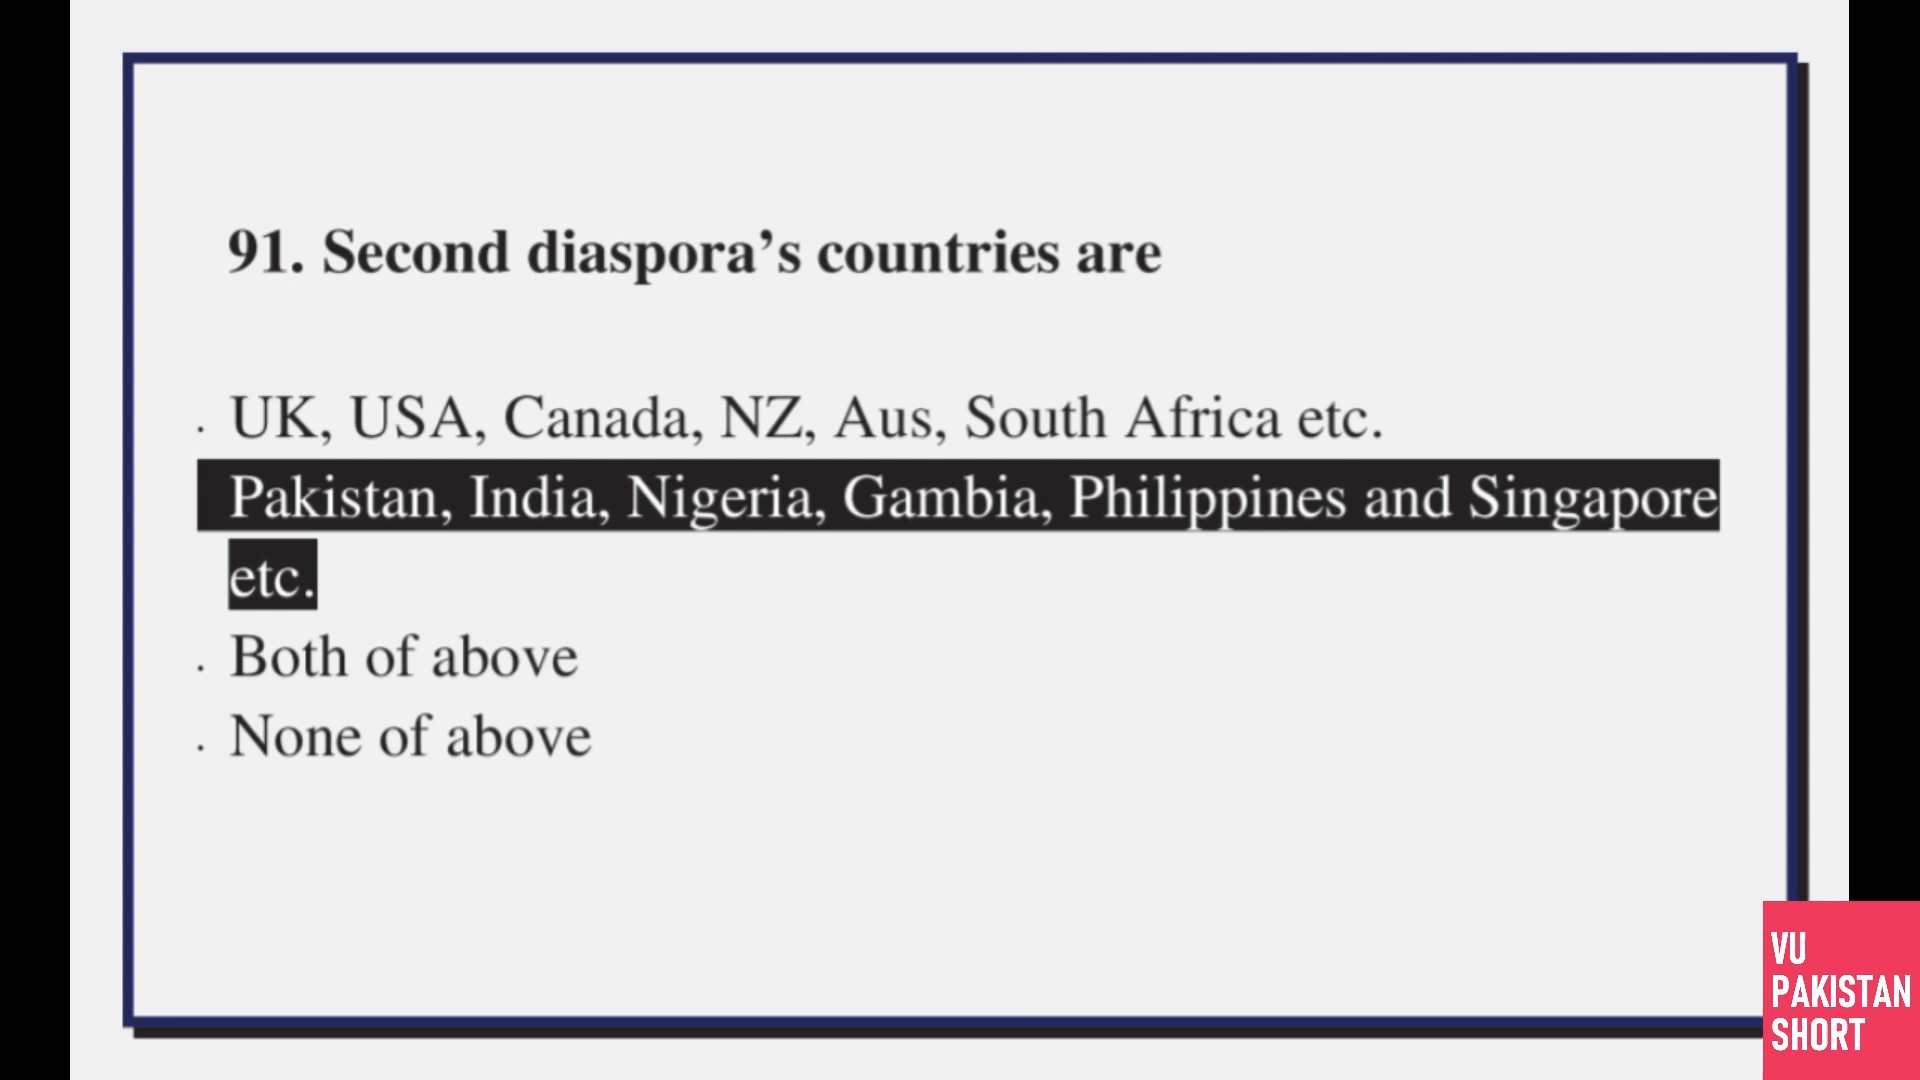 91. Second diaspora’s countries are
. UK, USA, Canada, NZ, Aus, South Africa etc.
Pakistan, India, Nigeria, Gambia, Philippines and Singapore
etc.
. Both of above
. None of above
VU
PAKISTAN
SHORT